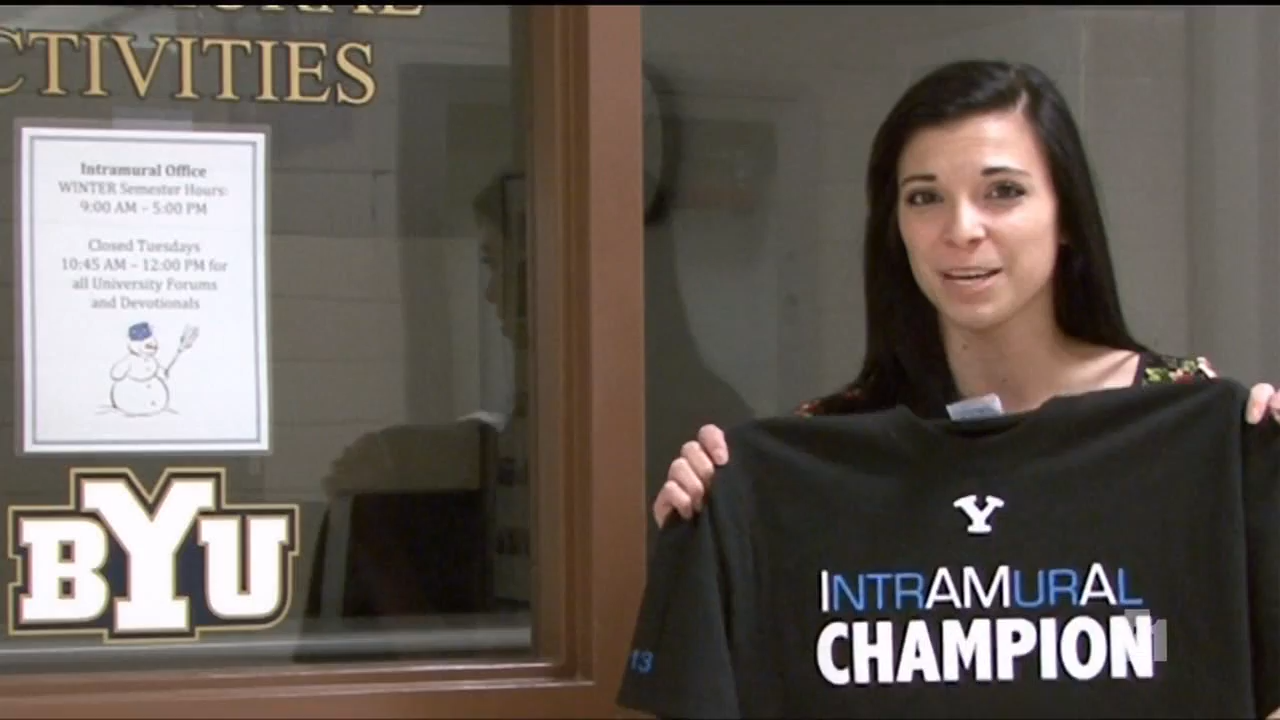 CTIVITIES
Intramural Office
WINTER Semester Hours:
9:00 AM – 5:00 PM
Closed Tuesdays
10:45 AM – 12:00 PM for
all University Forums
and Devotionals
BYU
Y
INTRAMURAL
CHAMPION
13